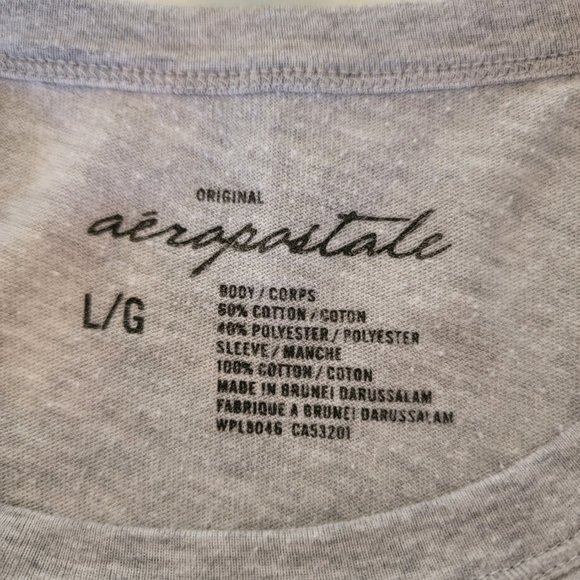 ORIGINAL
aéropostale
L/G
BODY / CORPS
60% COTTON / COTON
40% POLYESTER / POLYESTER
SLEEVE / MANCHE
100% COTTON / COTON
MADE IN BRUNEI DARUSSALAM
FABRIQUE A BRUNEI DARUSSALAM
WPL8046 CA53201